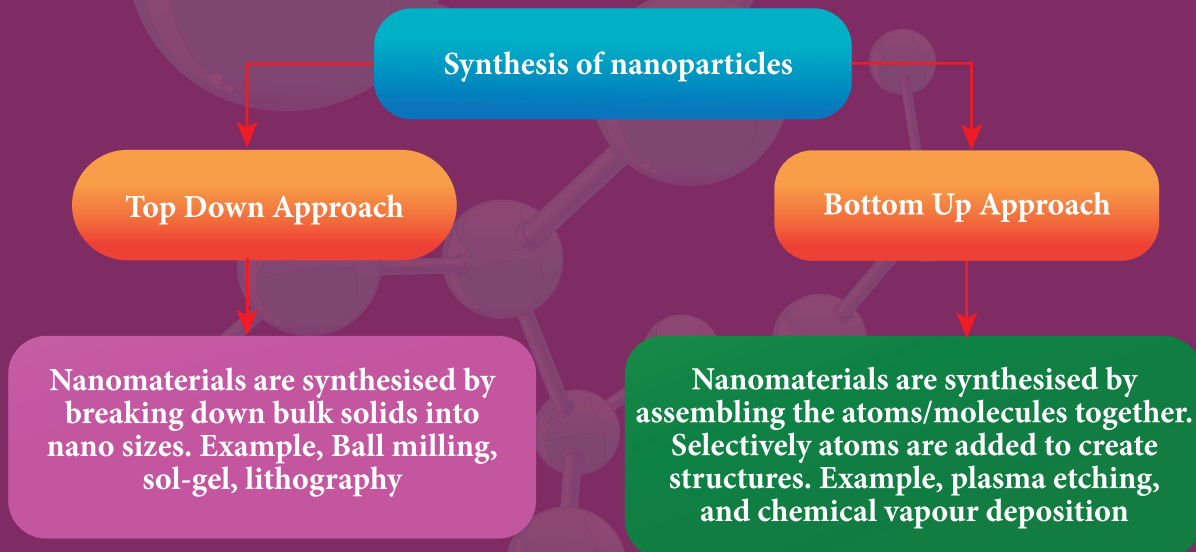 Synthesis of nanoparticles
Top Down Approach
Bottom Up Approach
Nanomaterials are synthesised by
breaking down bulk solids into
nano sizes. Example, Ball milling,
sol-gel, lithography
Nanomaterials are synthesised by
assembling the atoms/molecules together.
Selectively atoms are added to create
structures. Example, plasma etching,
and chemical vapour deposition